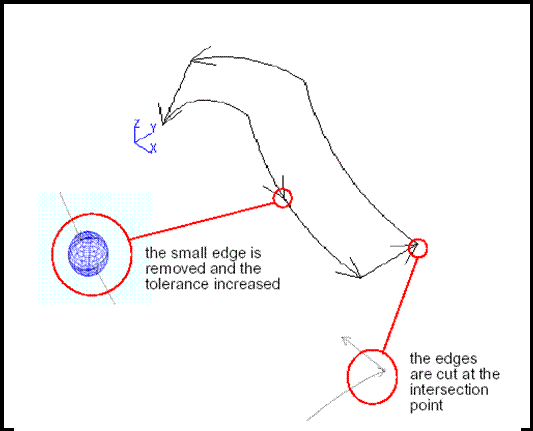 Z
Y
X
the small edge is
removed and the
tolerance increased
the edges
are cut at the
intersection
point